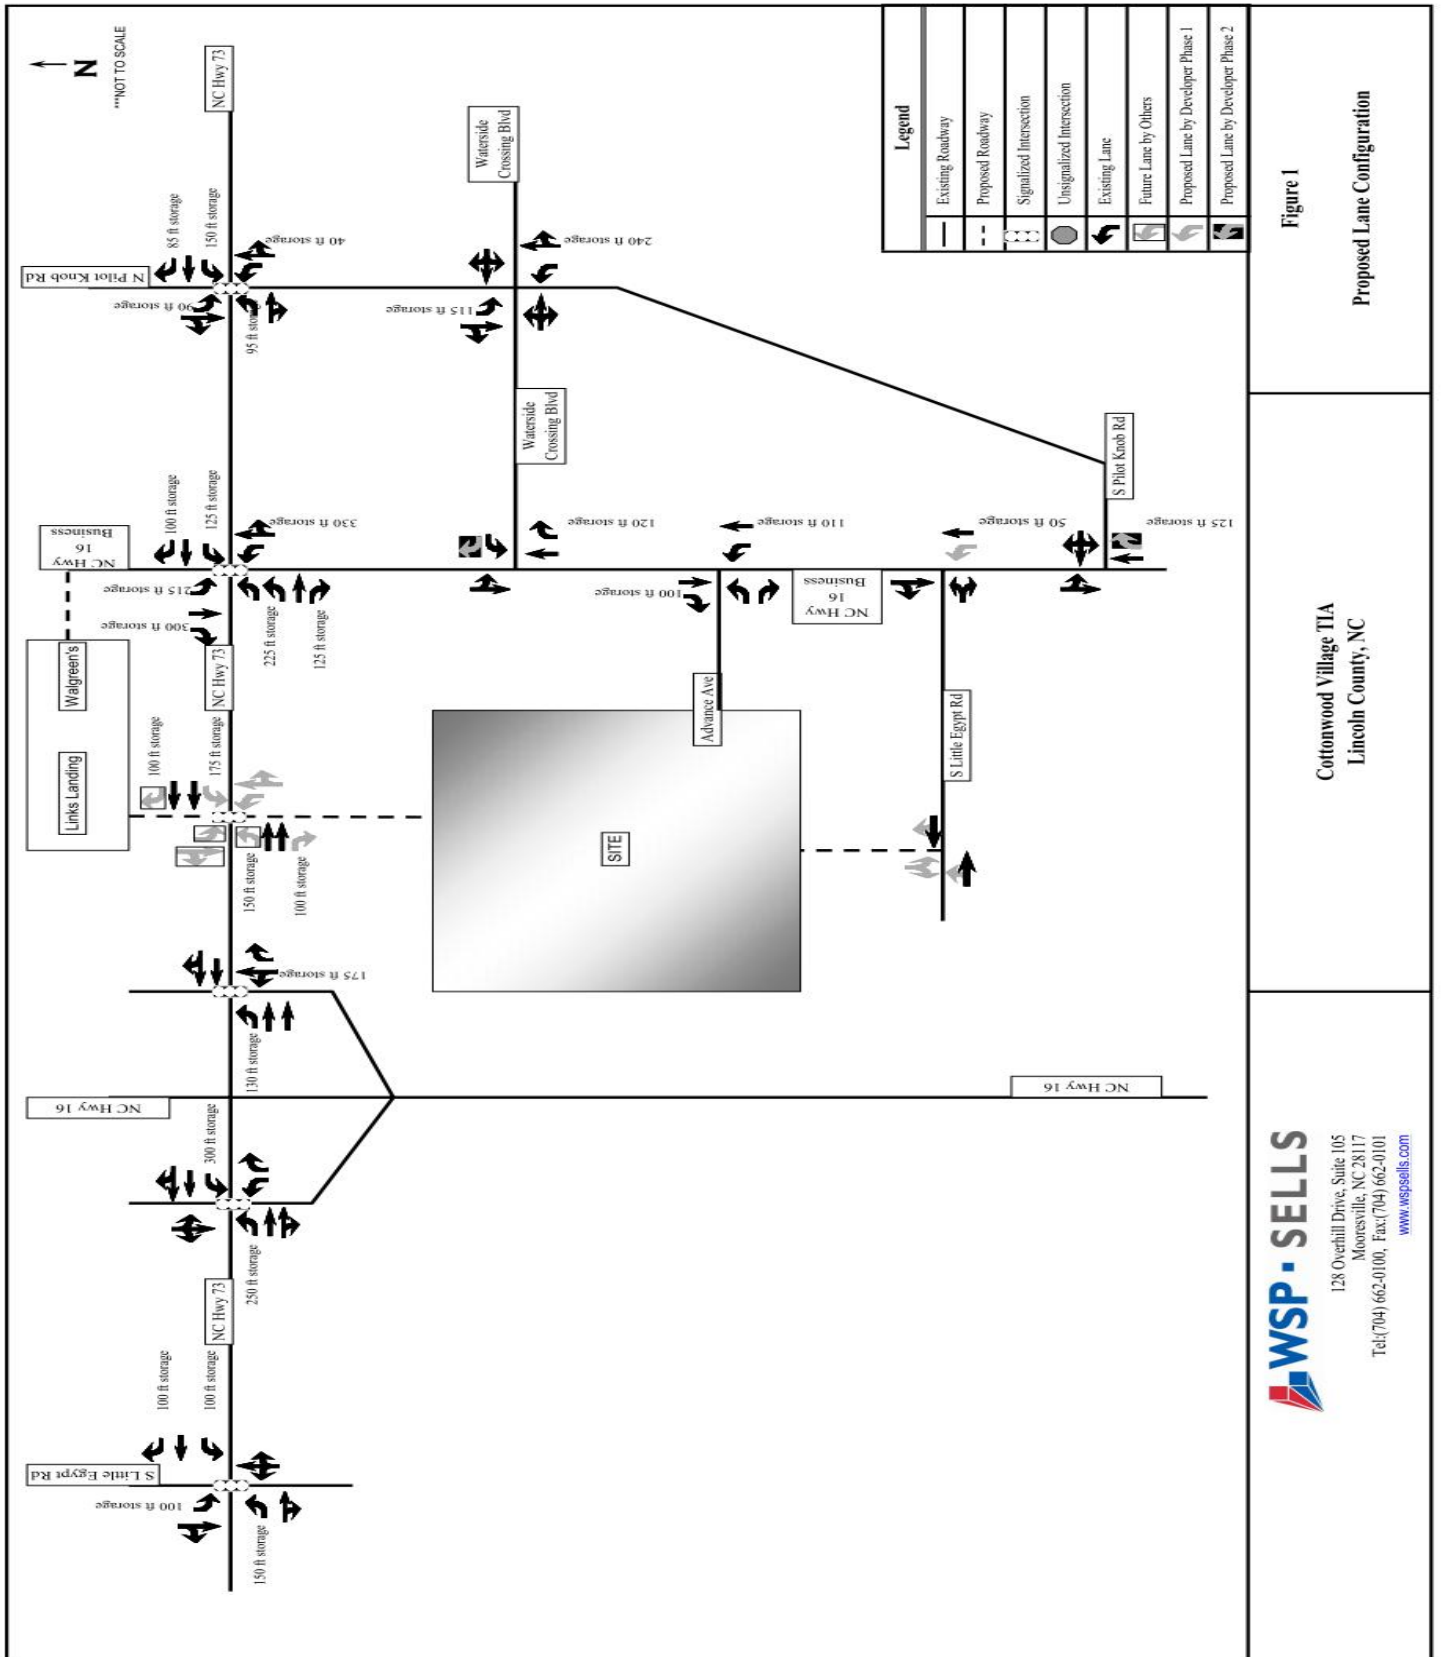 N
***NOT TO SCALE
NC Hwy 73
N Pilot Knob Rd
85 ft storage
150 ft storage
90 ft storage
95 ft stor
40 ft storage
Waterside
Crossing Blvd
240 ft storage
115 ft storage
Waterside
Crossing Blvd
NC Hwy
16
Business
100 ft storage
125 ft storage
215 ft storage
300 ft storage
330 ft storage
225 ft storage
125 ft storage
NC Hwy 73
120 ft storage
110 ft storage
100 ft storage
NC Hwy
16
Business
50 ft storage
S Pilot Knob Rd
125 ft storage
Walgreen's
Links Landing
100 ft storage
175 ft storage
150 ft storage
100 ft storage
Advance Ave
S Little Egypt Rd
SITE
175 ft storage
130 ft storage
NC Hwy 16
NC Hwy 16
300 ft storage
250 ft storage
NC Hwy 73
100 ft storage
100 ft storage
S Little Egypt Rd
100 ft storage
150 ft storage
Legend
Existing Roadway
Proposed Roadway
Signalized Intersection
Unsignalized Intersection
Existing Lane
Future Lane by Others
Proposed Lane by Developer Phase 1
Proposed Lane by Developer Phase 2
WSP • SELLS
128 Overhill Drive, Suite 105
Mooresville, NC 28117
Tel:(704) 662-0100, Fax:(704) 662-0101
www.wspsells.com
Cottonwood Village TIA
Lincoln County, NC
Figure 1
Proposed Lane Configuration